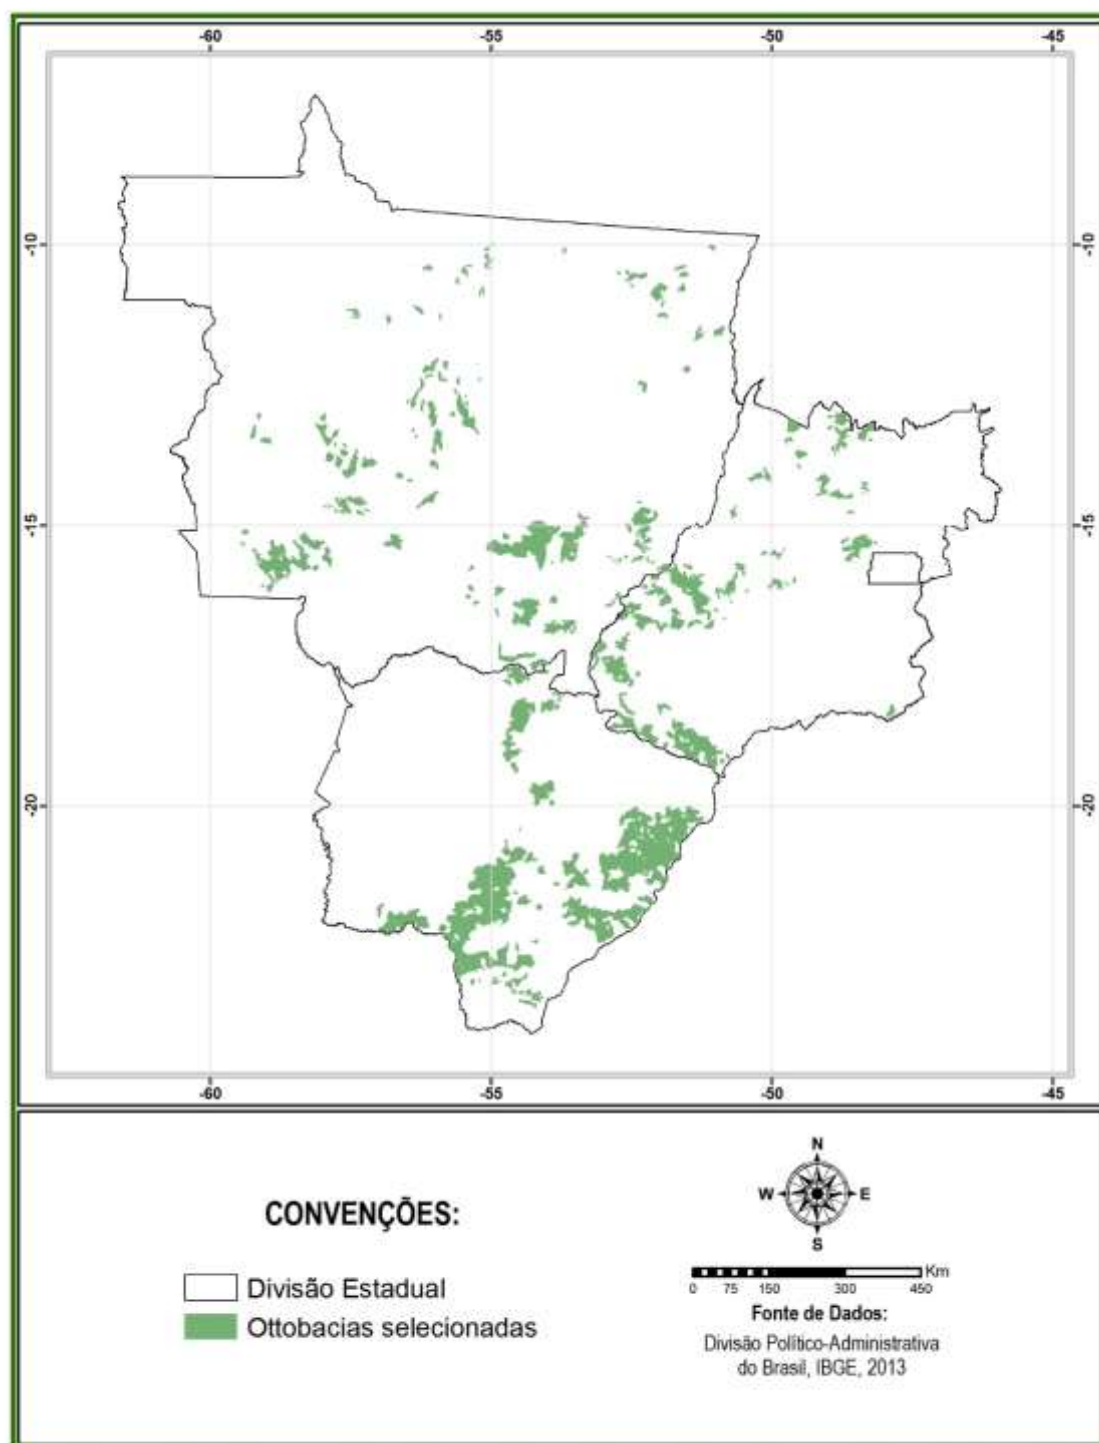 -60 -55 -50 -45
-10 -10
-15 -15
-20 -20
-60 -55 -50 -45
CONVENÇÕES:
Divisão Estadual
Ottobacias selecionadas
N
W E
S
Km
0 75 150 300 450
Fonte de Dados:
Divisão Político-Administrativa
do Brasil, IBGE, 2013